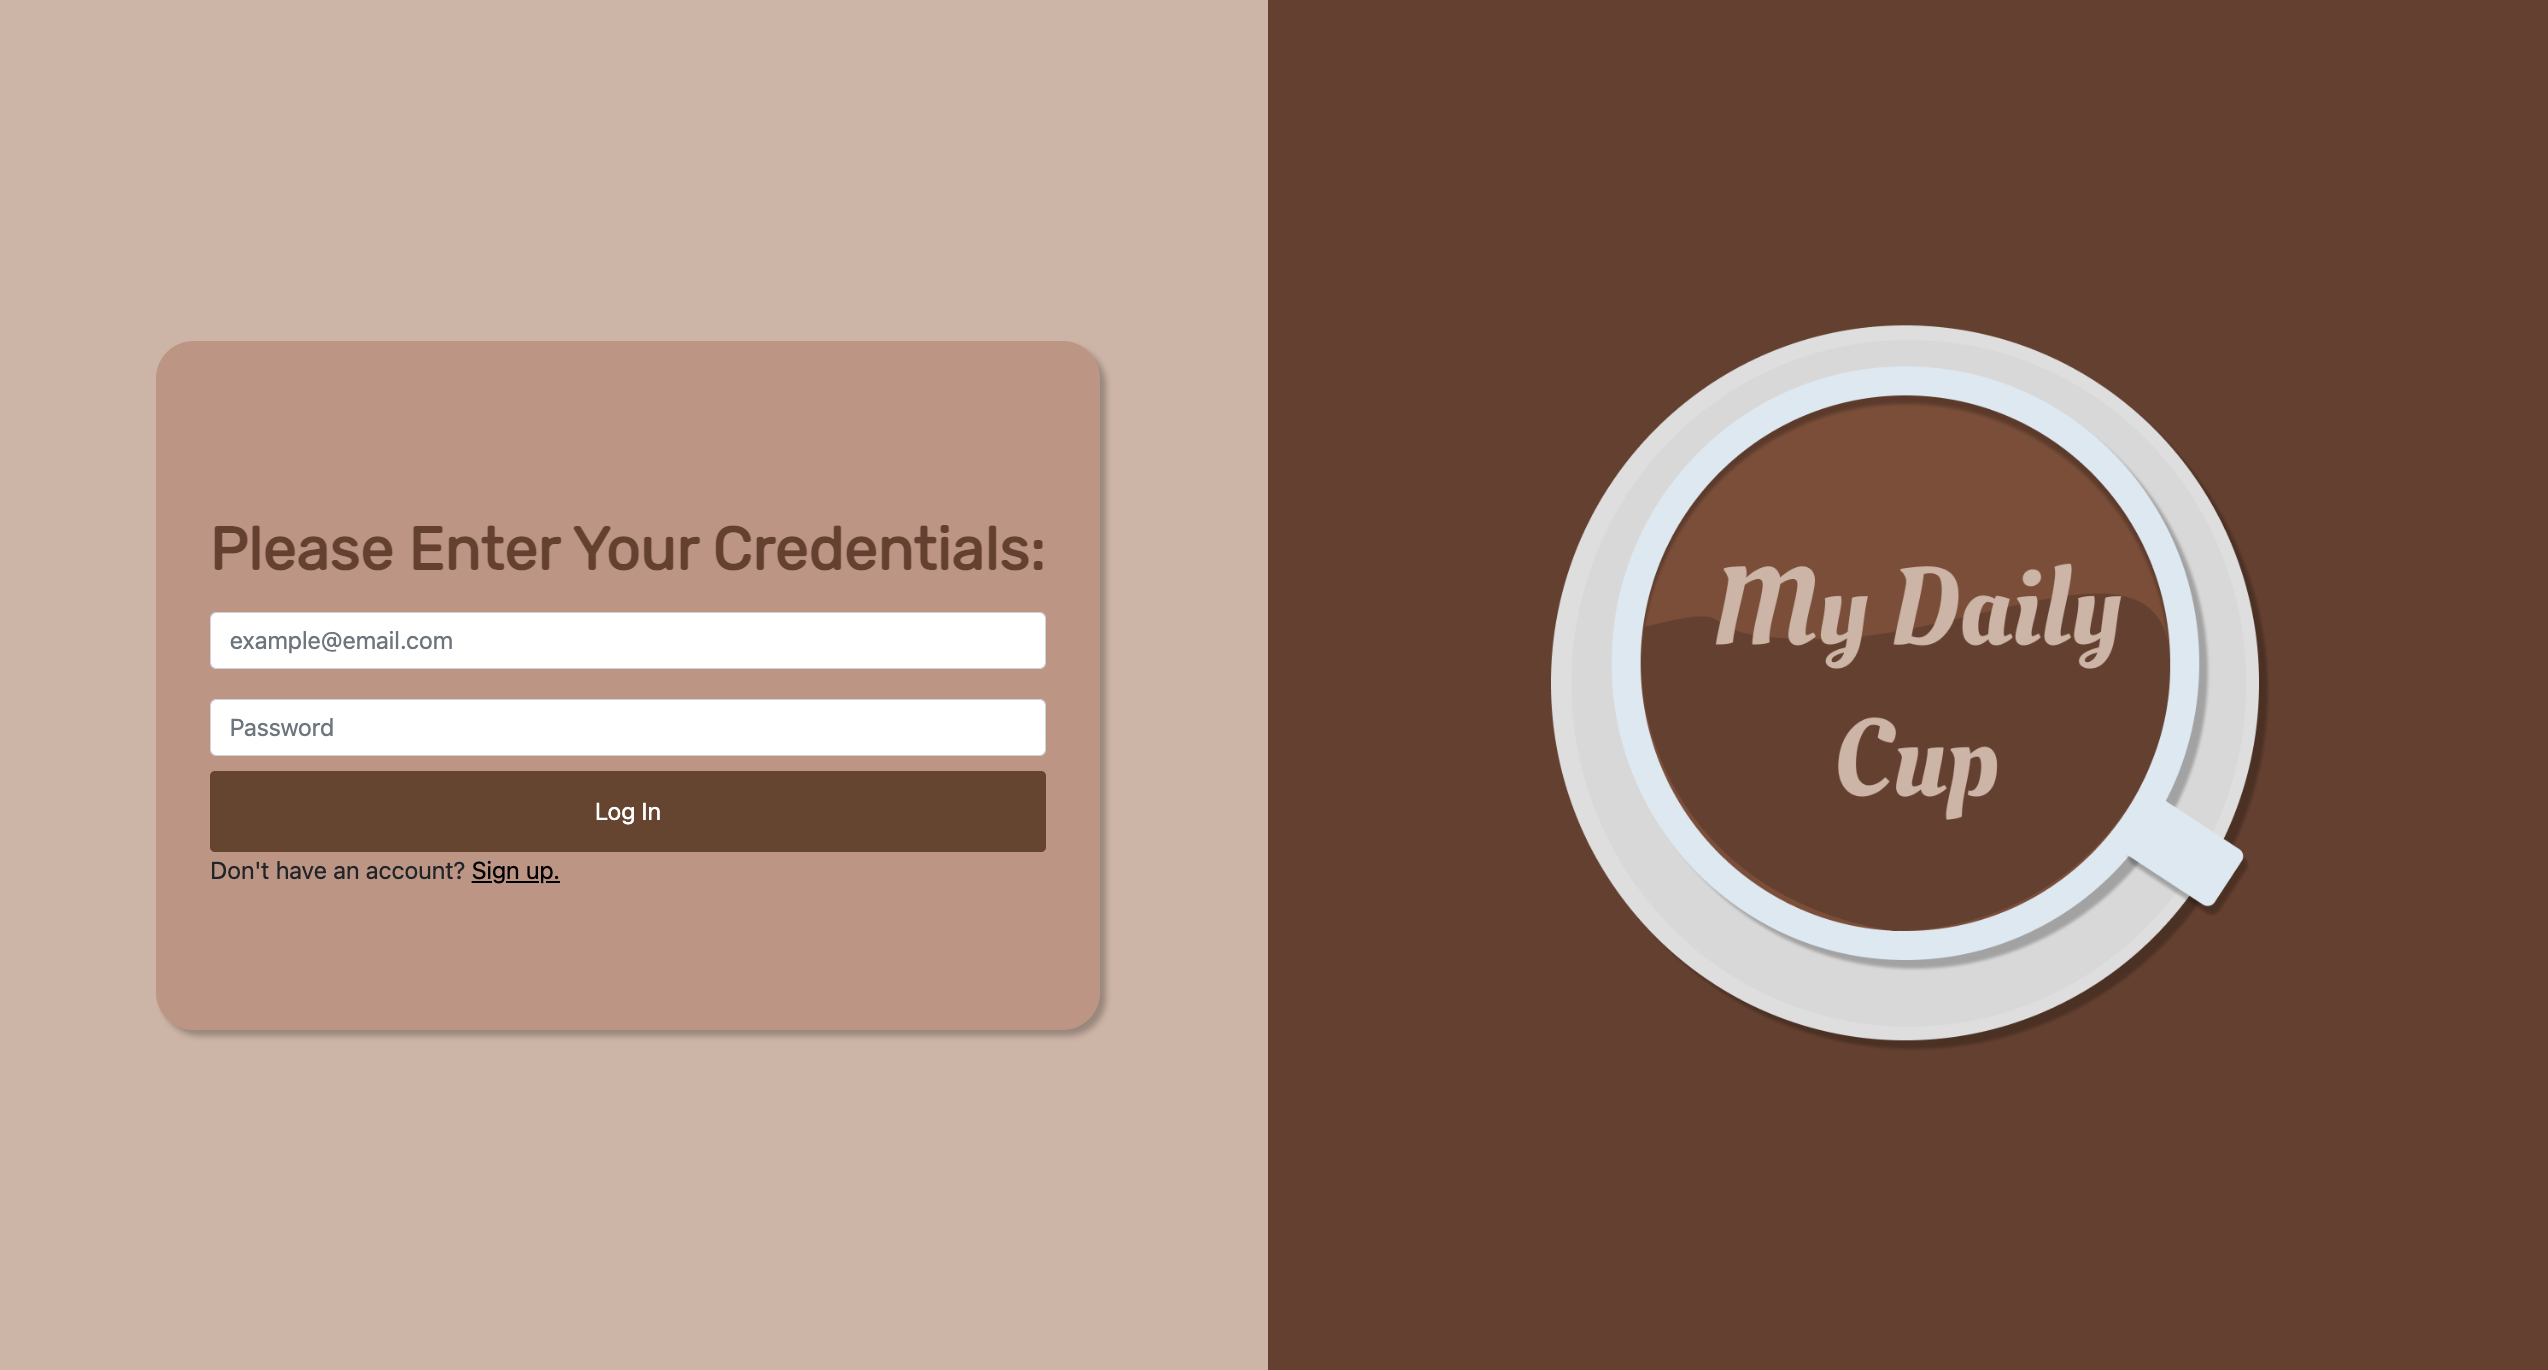 Please Enter Your Credentials:
example@email.com
Password
Log In
Don't have an account? Sign up.
My Daily
Cup